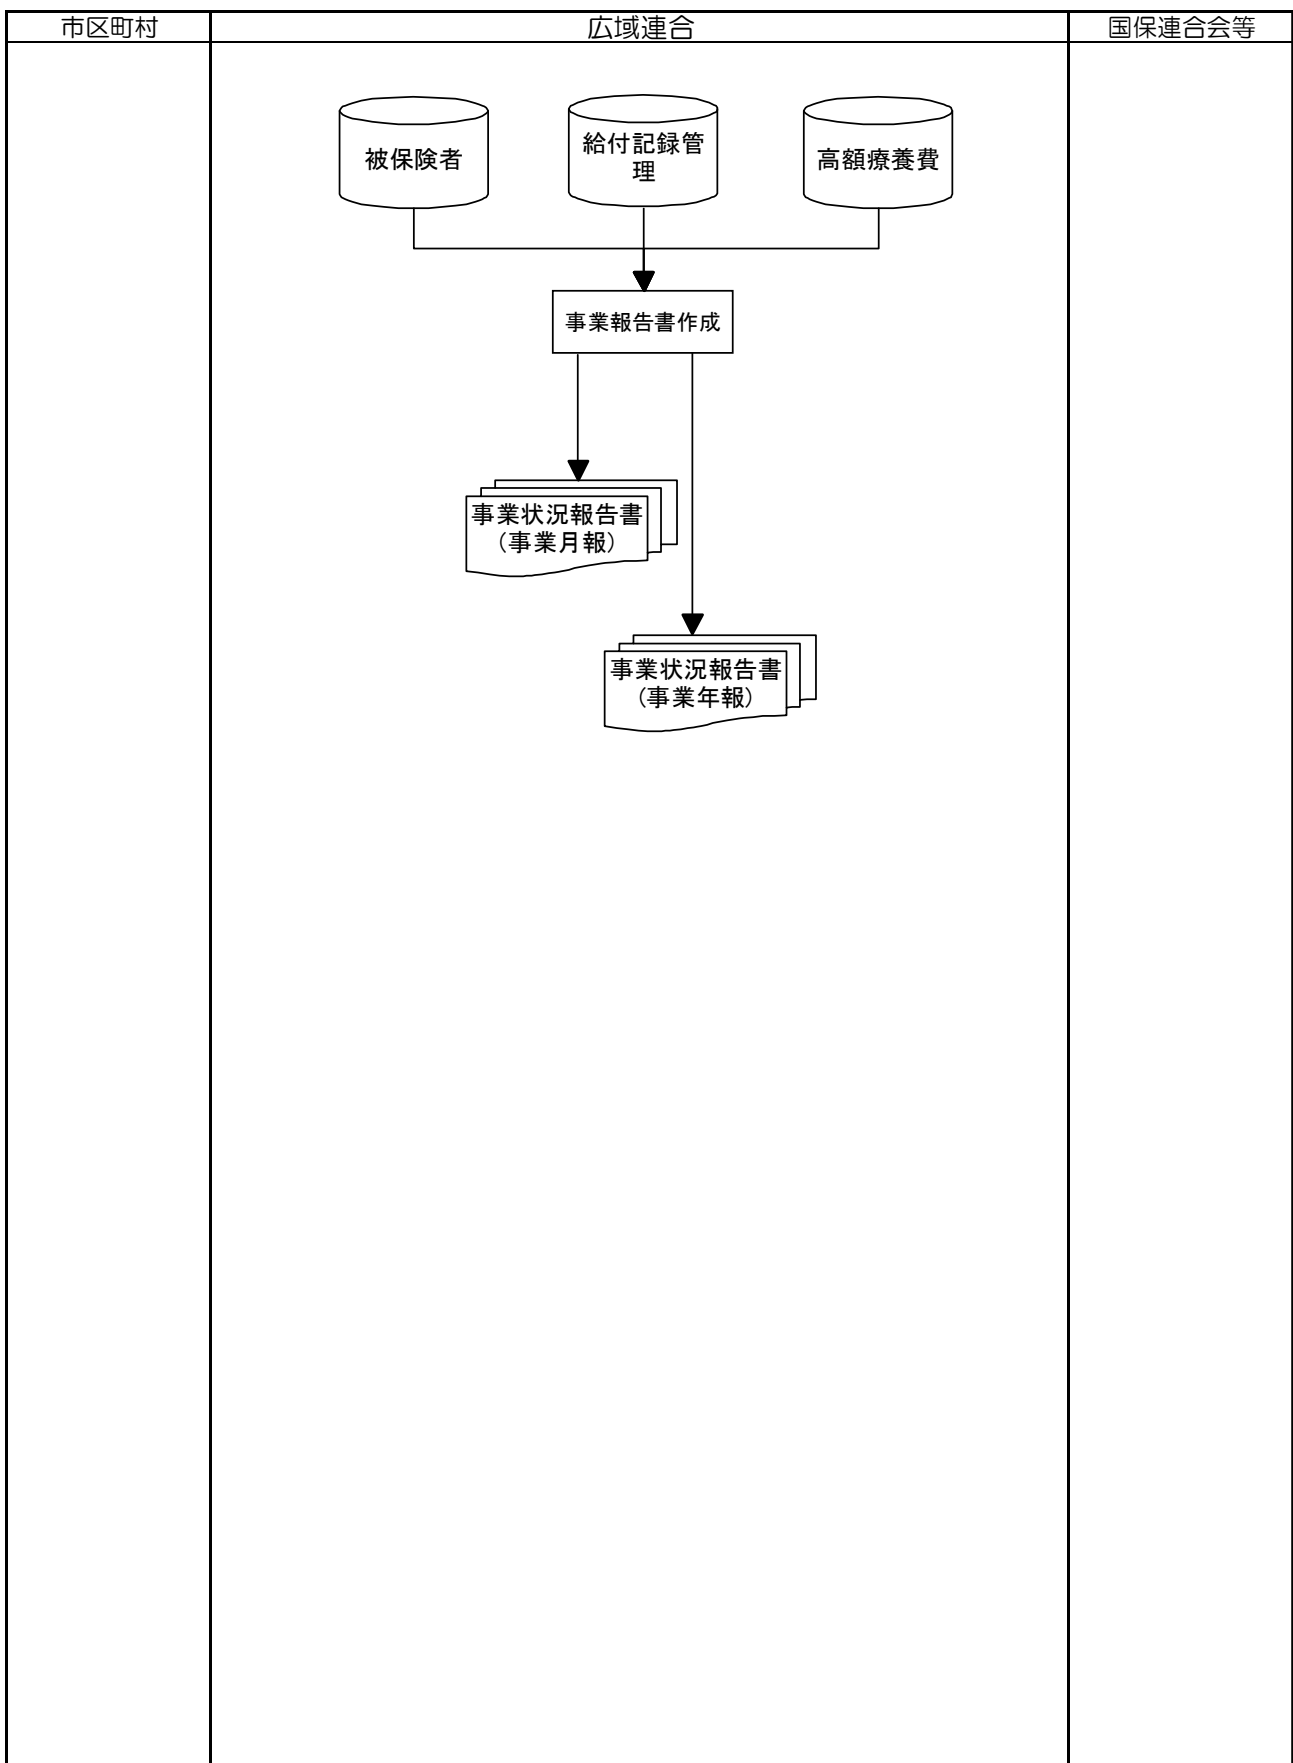 市区町村
広域連合
国保連合会等
被保険者
給付記録管
理
高額療養費
事業報告書作成
事業状況報告書
(事業月報)
事業状況報告書
(事業年報)